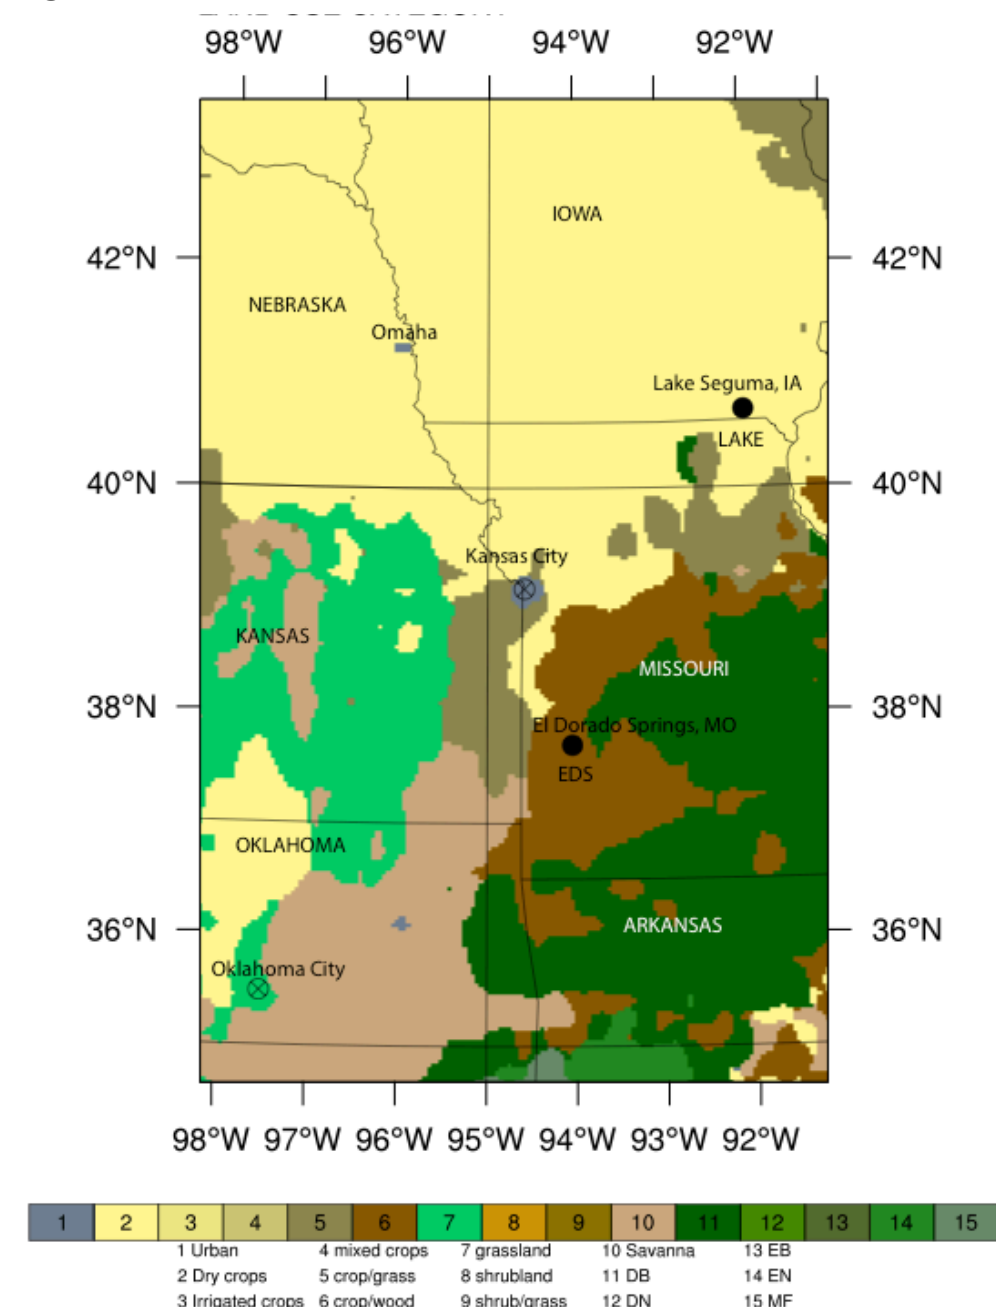 98°W 96°W 94°W 92°W
IOWA
42°N 42°N
NEBRASKA
Omaha
Lake Seguma, IA
LAKE
40°N 40°N
Kansas City
KANSAS
MISSOURI
38°N 38°N
El Dorado Springs, MO
EDS
OKLAHOMA
36°N ARKANSAS 36°N
Oklahoma City
98°W 97°W 96°W 95°W 94°W 93°W 92°W
1 2 3 4 5 6 7 8 9 10 11 12 13 14 15
1 Urban 4 mixed crops 7 grassland 10 Savanna 13 EB
2 Dry crops 5 crop/grass 8 shrubland 11 DB 14 EN
3 Irrigated crops 6 crop/wood 9 shrub/grass 12 DN 15 MF